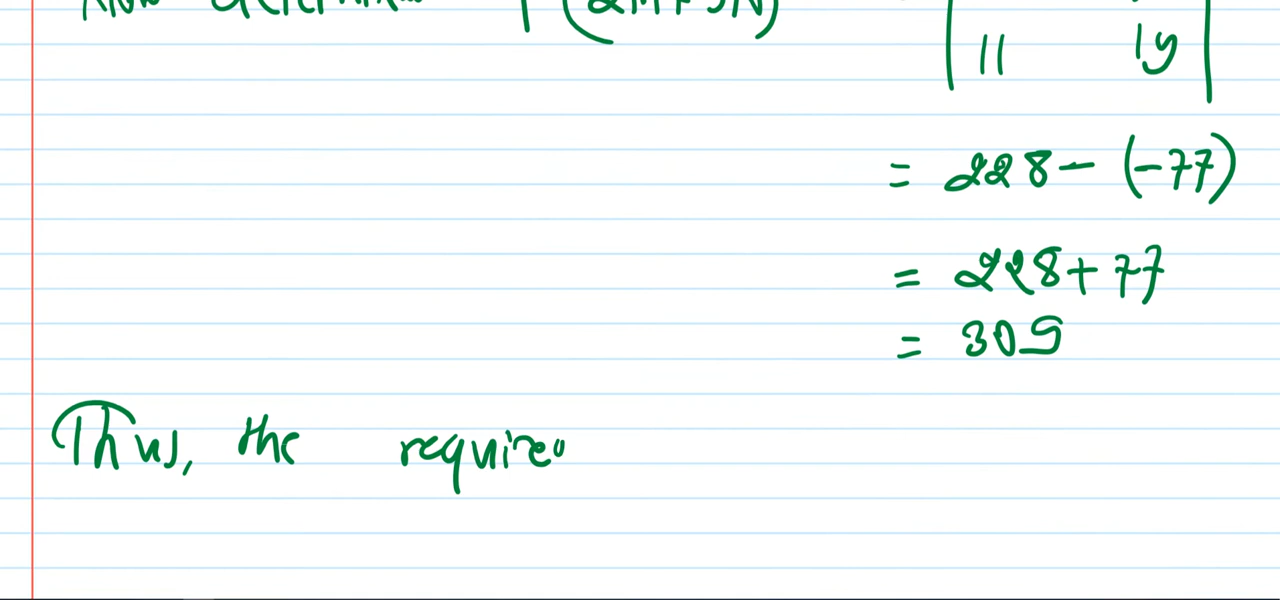 11 19
= 228 - (-77)
= 228 + 77
= 305
Thus, the require